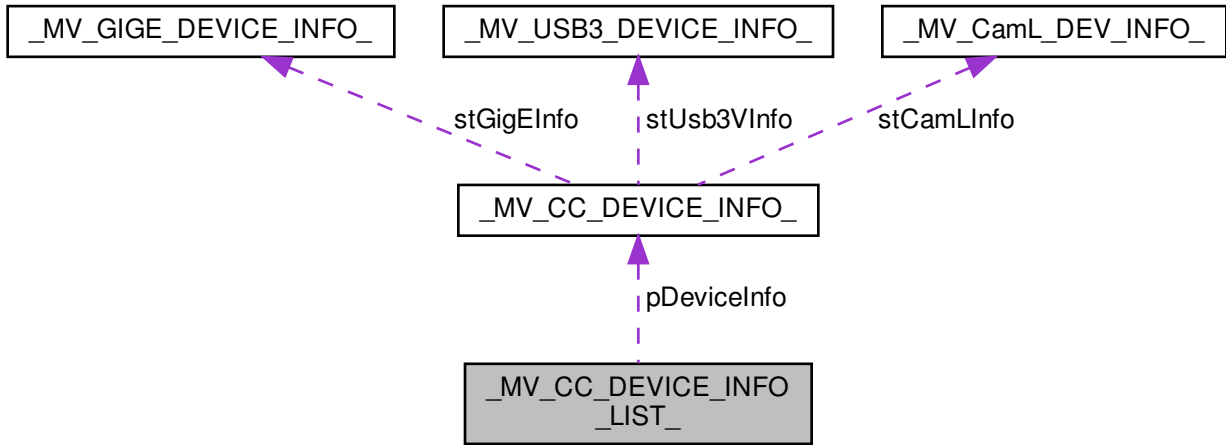 _MV_GIGE_DEVICE_INFO_
_MV_USB3_DEVICE_INFO_
_MV_CamL_DEV_INFO_
stGigEInfo
stUsb3VInfo
stCamLInfo
_MV_CC_DEVICE_INFO_
pDeviceInfo
_MV_CC_DEVICE_INFO
_LIST_